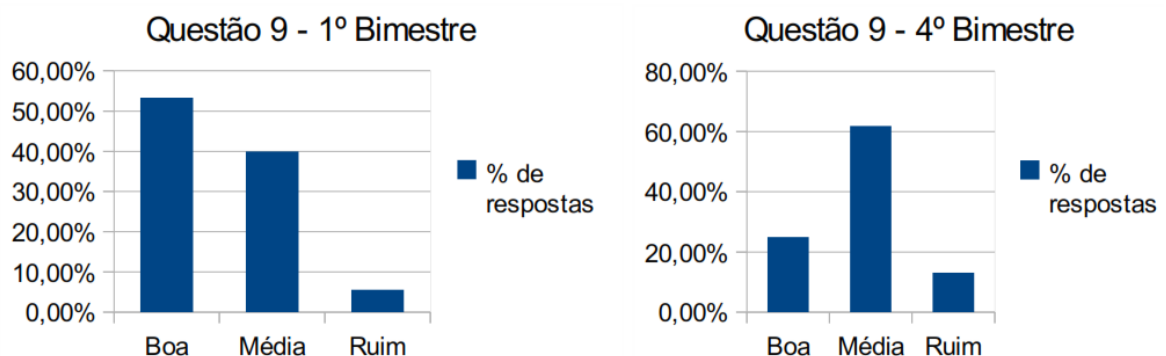 Questão 9 - 1º Bimestre
60,00%
50,00%
40,00%
30,00%
20,00%
10,00%
0,00%
Boa Média Ruim
% de
respostas
Questão 9 - 4º Bimestre
80,00%
60,00%
40,00%
20,00%
0,00%
Boa Média Ruim
% de
respostas